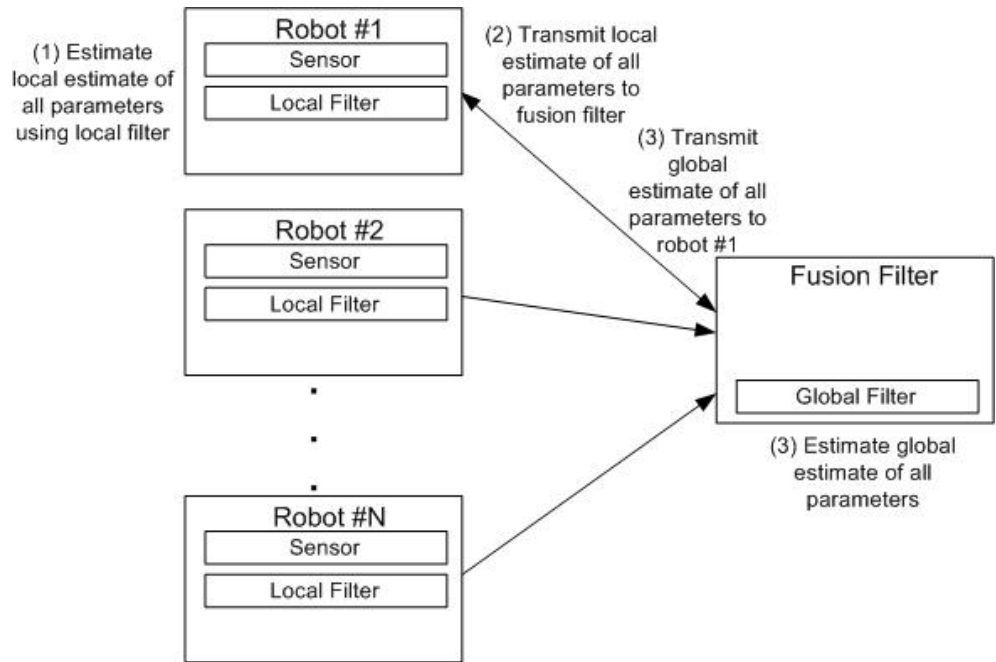 (1) Estimate
local estimate of
all parameters
using local filter
Robot #1
Sensor
Local Filter
(2) Transmit local
estimate of all
parameters to
fusion filter
(3) Transmit
global
estimate of all
parameters to
robot #1
Robot #2
Sensor
Local Filter
Fusion Filter
Global Filter
(3) Estimate global
estimate of all
parameters
Robot #N
Sensor
Local Filter